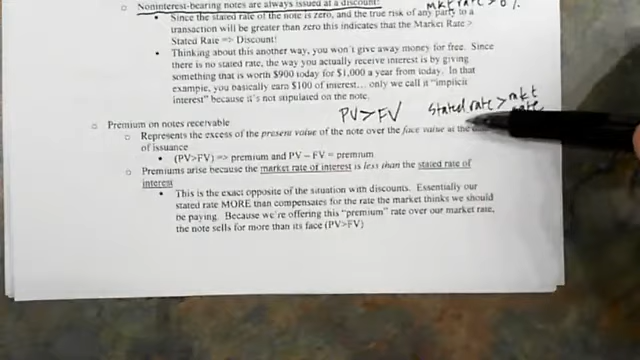 mkt rate > 0%
Noninterest-bearing notes are always issued at a discount!
Since the stated rate of the note is zero, and the true risk of any party to a
transaction will be greater than zero this indicates that the Market Rate >
Stated Rate => Discount!
Thinking about this another way, you won't give away money for free. Since
there is no stated rate, the way you actually receive interest is by giving
something that is worth $900 today for $1,000 a year from today. In that
example, you basically earn $100 of interest... only we call it "implicit
interest" because it's not stipulated on the note.
PV>FV
Stated rate > mkt
rate
Premium on notes receivable
Represents the excess of the present value of the note over the face value at the
of issuance
(PV>FV) => premium and PV – FV = premium
Premiums arise because the market rate of interest is less than the stated rate of
interest
This is the exact opposite of the situation with discounts. Essentially our
stated rate MORE than compensates for the rate the market thinks we should
be paying. Because we're offering this "premium" rate over our market rate,
the note sells for more than its face (PV>FV)